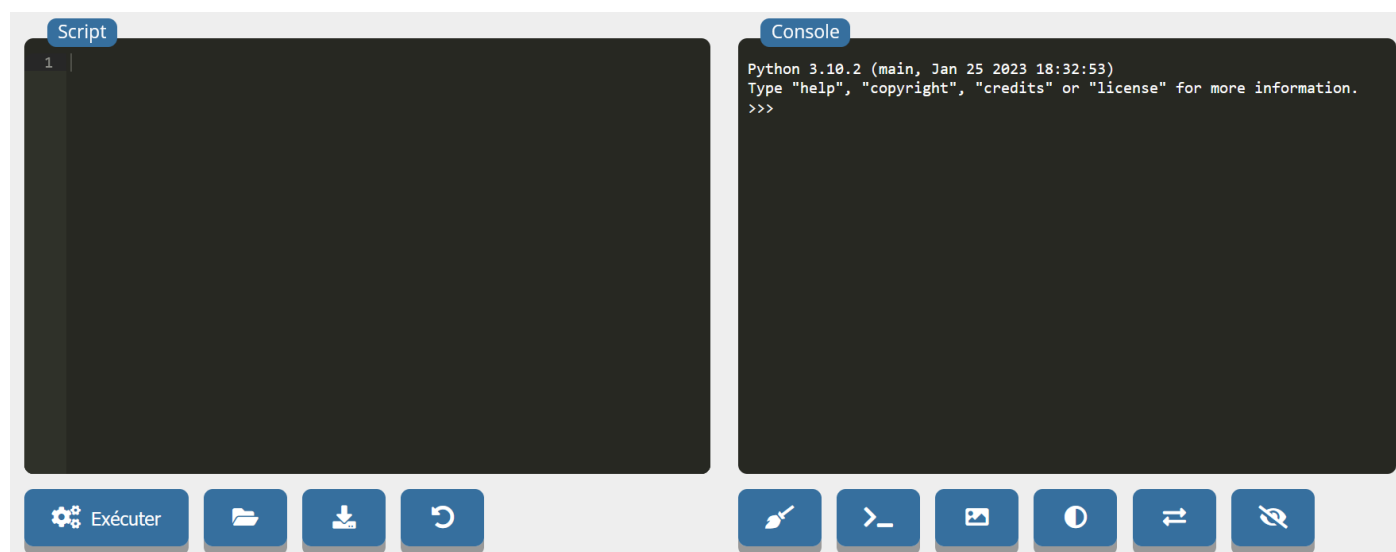 Script
1
Console
Python 3.10.2 (main, Jan 25 2023 18:32:53)
Type "help", "copyright", "credits" or "license" for more information.
>>>
Exécuter